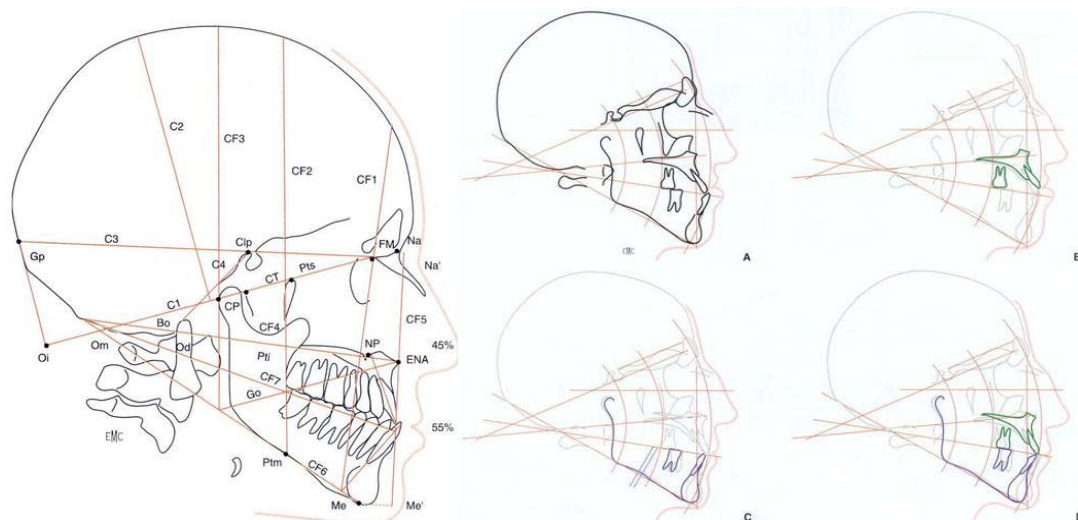 C2
CF3
CF2
CF1
C3
Clp
FM
Na
Gp
C4
CT
Pts
Na'
C1
CP
Bo
CF4
CF5
Oi
Om
Od
NP
45%
ENA
Pti
CF7
Go
EMC
55%
Ptm
CF6
Me
Me'
EMC
A
B
C